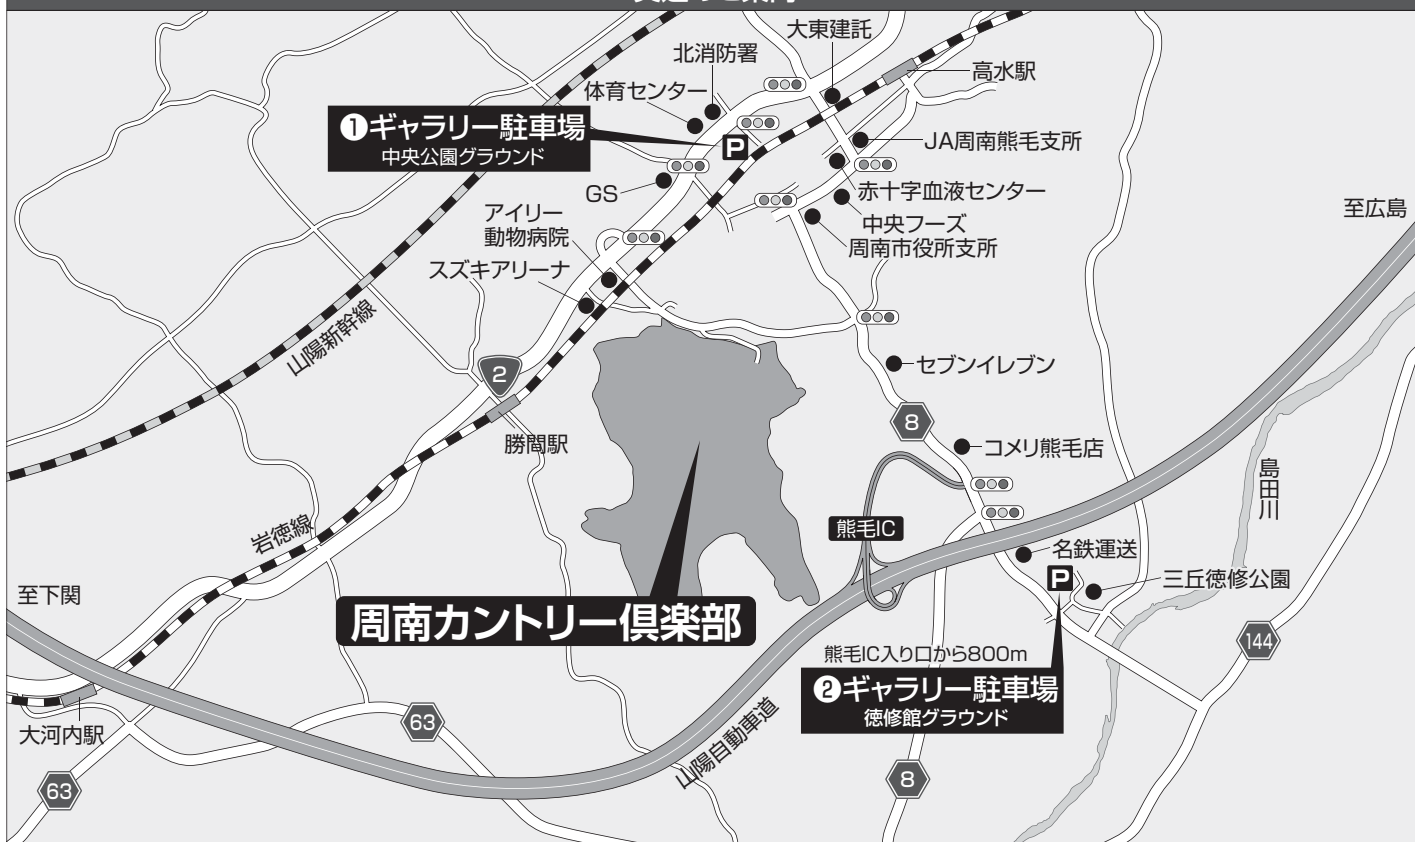 大東建託
北消防署
高水駅
体育センター
❶ギャラリー駐車場
中央公園グラウンド
P
JA周南熊毛支所
GS
赤十字血液センター
中央フーズ
周南市役所支所
至広島
アイリー
動物病院
スズキアリーナ
山陽新幹線
2
セブンイレブン
8
勝間駅
コメリ熊毛店
島田川
岩徳線
熊毛IC
名鉄運送
P
三丘徳修公園
至下関
周南カントリー倶楽部
熊毛IC入り口から800m
144
❷ギャラリー駐車場
徳修館グラウンド
大河内駅
63
山陽自動車道
63
8